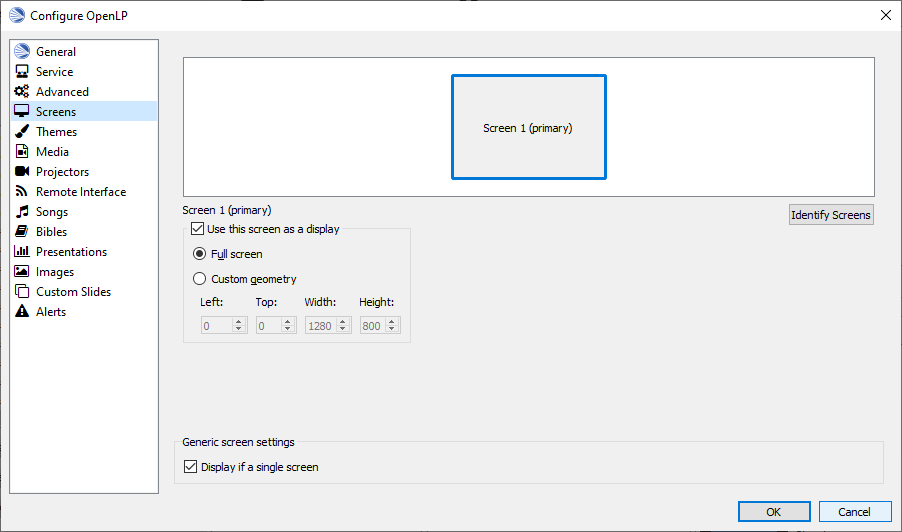 Configure OpenLP
General
Service
Advanced
Screens
Themes
Media
Projectors
Remote Interface
Songs
Bibles
Presentations
Images
Custom Slides
Alerts
Screen 1 (primary)
Screen 1 (primary)
Identify Screens
Use this screen as a display
Full screen
Custom geometry
Left: Top: Width: Height:
0 0 1280 800
Generic screen settings
Display if a single screen
OK Cancel